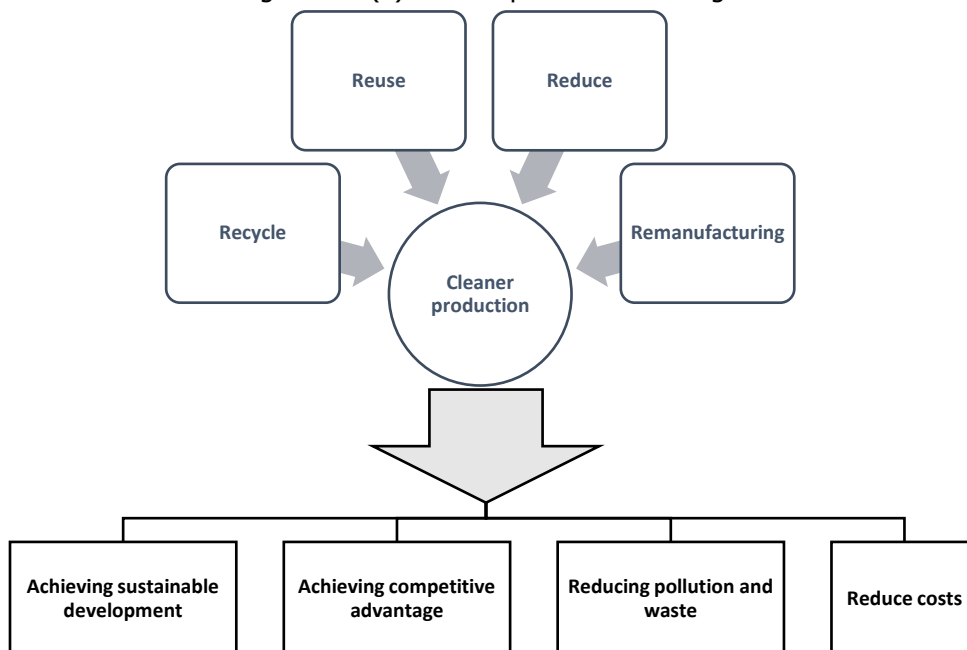 Reuse
Reduce
Recycle
Remanufacturing
Cleaner
production
Achieving sustainable
development
Achieving competitive
advantage
Reducing pollution and
waste
Reduce costs